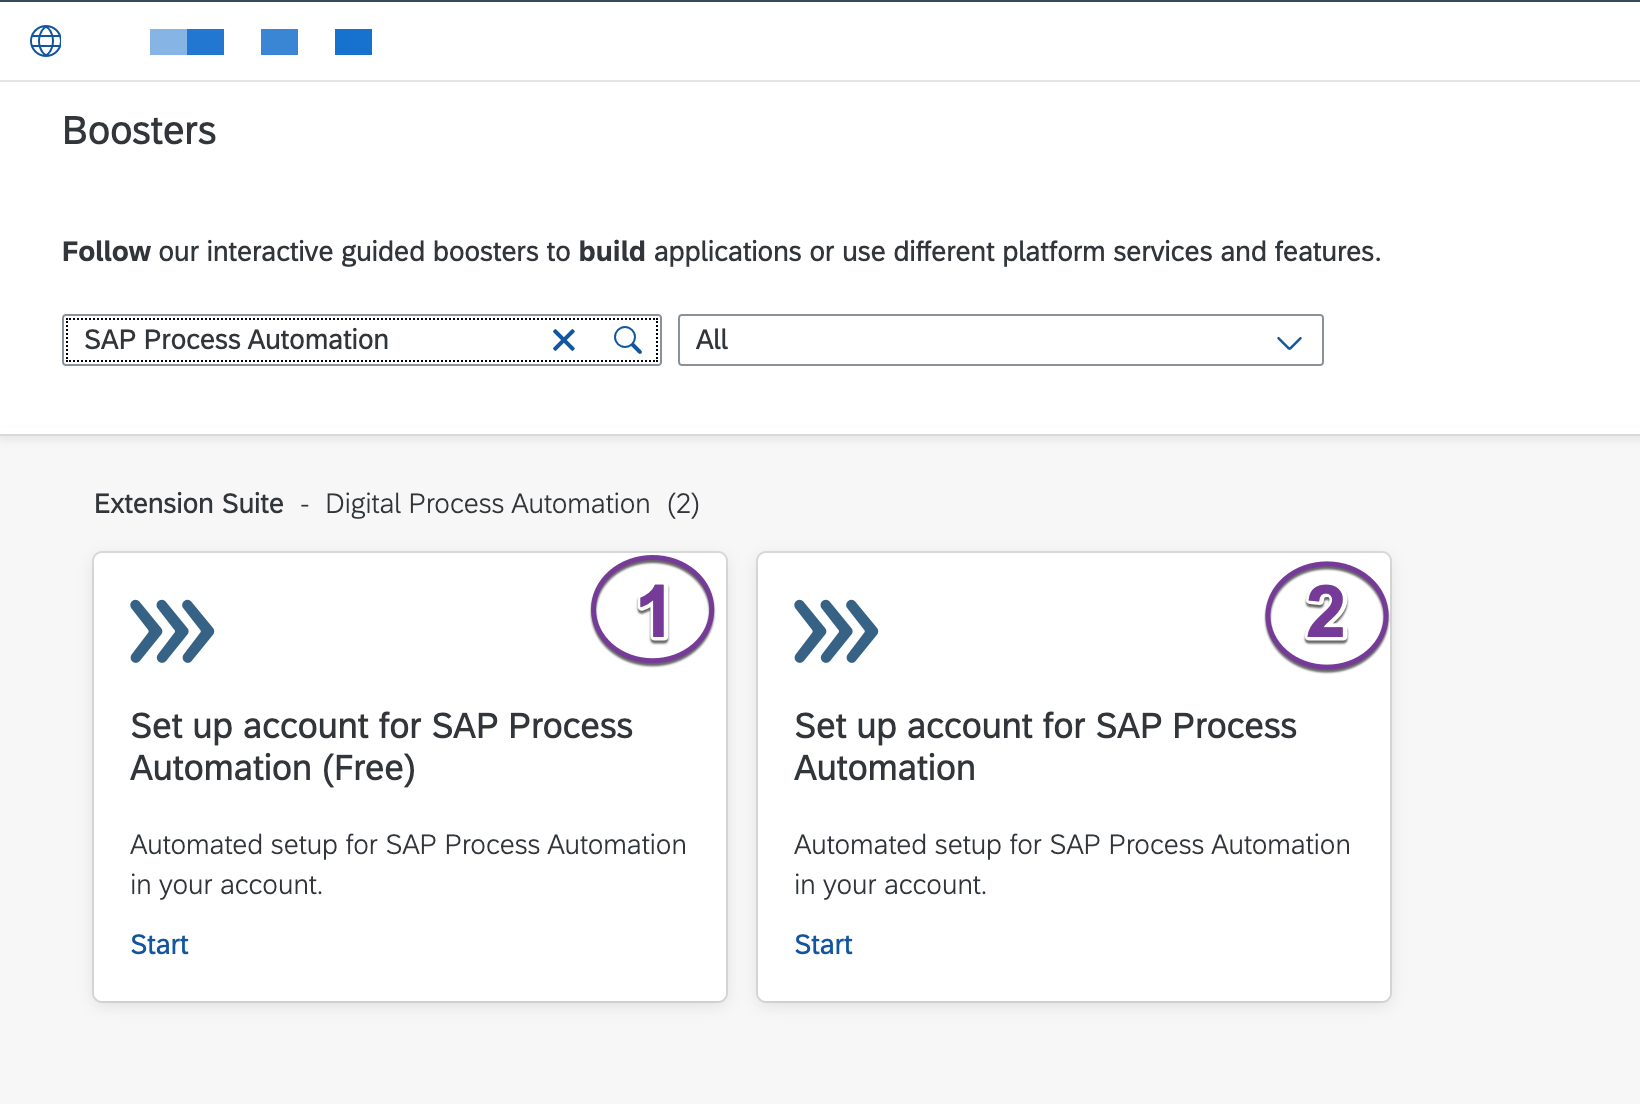 Boosters
Follow our interactive guided boosters to build applications or use different platform services and features.
SAP Process Automation
All
Extension Suite - Digital Process Automation (2)
1
Set up account for SAP Process
Automation (Free)
Automated setup for SAP Process Automation
in your account.
Start
2
Set up account for SAP Process
Automation
Automated setup for SAP Process Automation
in your account.
Start